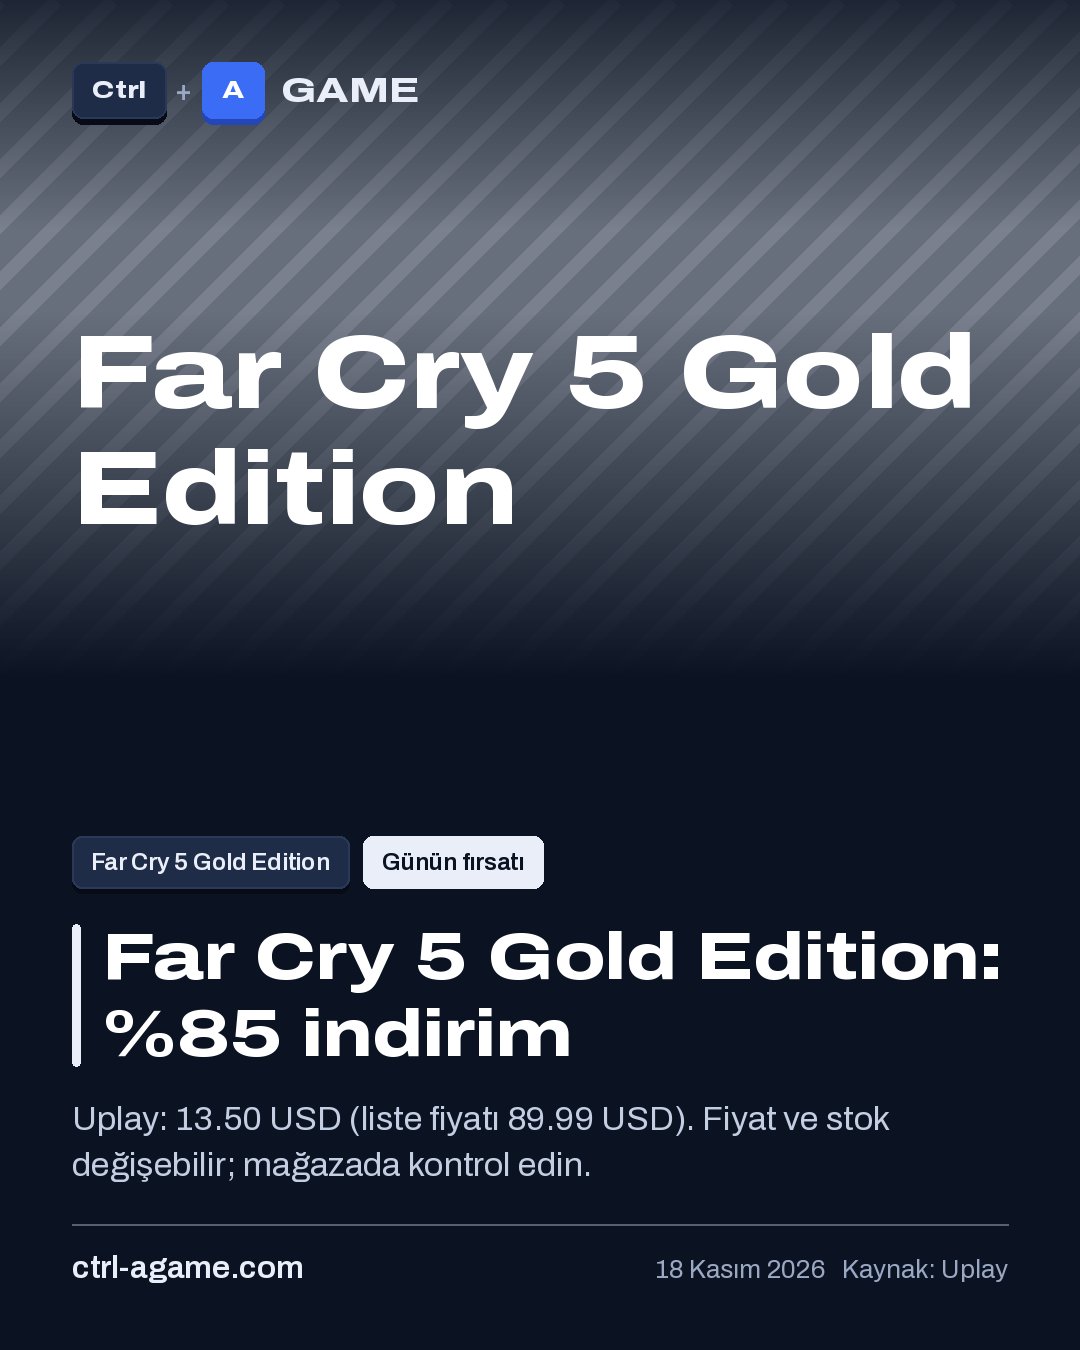 Ctrl + A GAME
Far Cry 5 Gold
Edition
Far Cry 5 Gold Edition Günün fırsatı
Far Cry 5 Gold Edition:
%85 indirim
Uplay: 13.50 USD (liste fiyatı 89.99 USD). Fiyat ve stok
değişebilir; mağazada kontrol edin.
ctrl-agame.com 18 Kasım 2026 Kaynak: Uplay